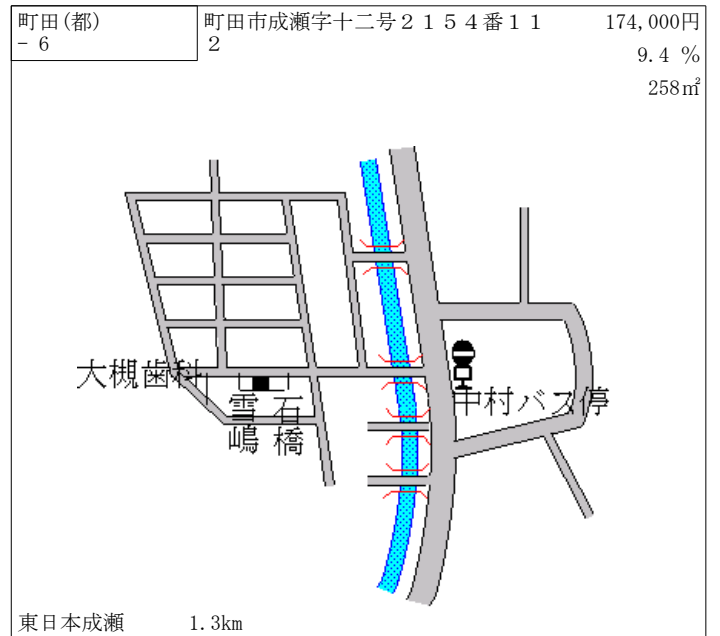 町田(都)
- 6
町田市成瀬字十二号２１５４番１１
２
174,000円
9.4 %
258㎡
大槻歯科
雪 石
嶋 橋
中村バス停
東日本成瀬 1.3km